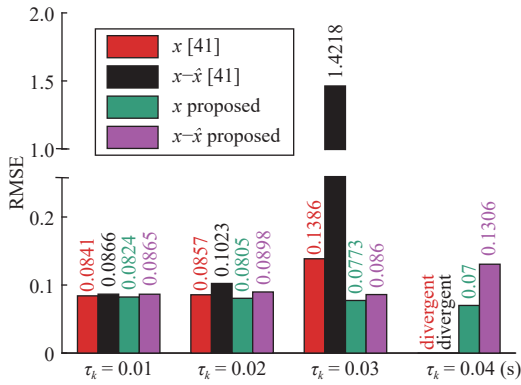 2.0
1.5
1.0
0.2
0.1
0
RMSE
x [41]
x−x̂ [41]
x proposed
x−x̂ proposed
0.0841
0.0866
0.0824
0.0865
0.0857
0.1023
0.0805
0.0898
0.1386
1.4218
0.0773
0.086
divergent
divergent
0.07
0.1306
τk = 0.01
τk = 0.02
τk = 0.03
τk = 0.04 (s)